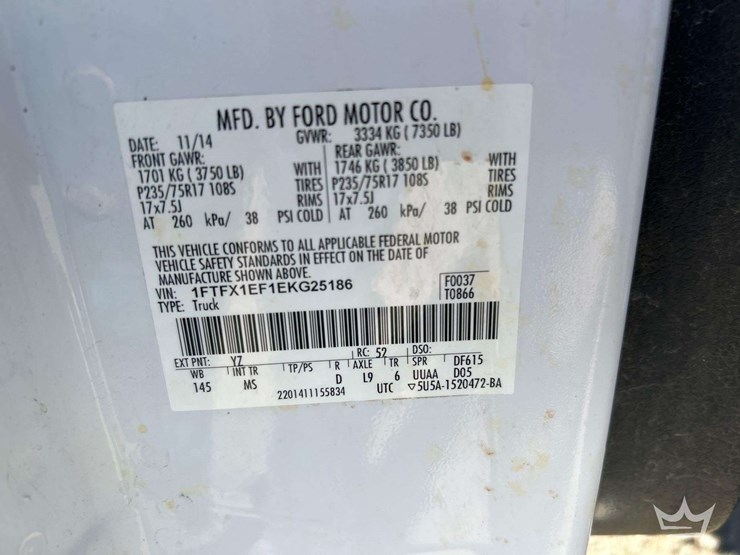 MFD. BY FORD MOTOR CO.
DATE: 11/14 GVWR: 3334 KG ( 7350 LB)
FRONT GAWR: REAR GAWR:
1701 KG ( 3750 LB) WITH 1746 KG ( 3850 LB) WITH
P235/75R17 108S TIRES P235/75R17 108S TIRES
17x7.5J RIMS 17x7.5J RIMS
AT 260 kPa/ 38 PSI COLD AT 260 kPa/ 38 PSI COLD
THIS VEHICLE CONFORMS TO ALL APPLICABLE FEDERAL MOTOR
VEHICLE SAFETY STANDARDS IN EFFECT ON THE DATE OF
MANUFACTURE SHOWN ABOVE.
VIN: 1FTFX1EF1EKG25186 F0037
TYPE: Truck T0866
EXT PNT: YZ RC: 52 DSO:
WB INT TR TP/PS R AXLE TR SPR DF615
145 MS D L9 6 UUAA D05
2201411155834 UTC ▽5U5A-1520472-BA